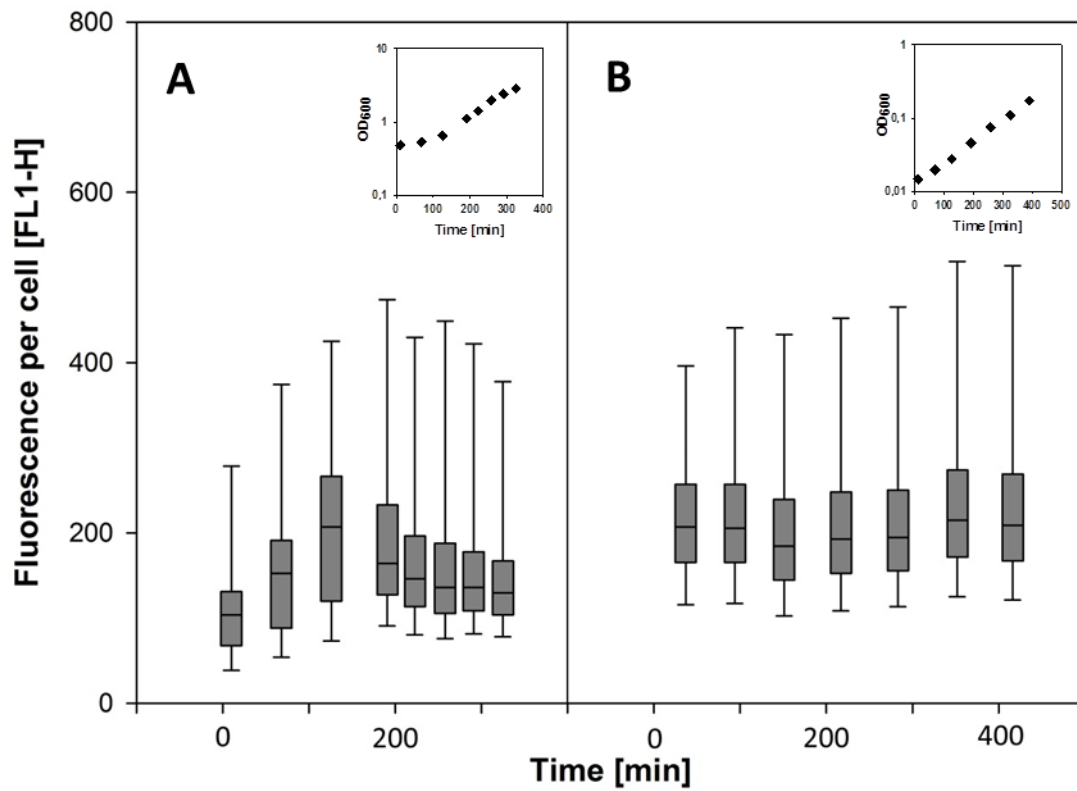 Fluorescence per cell [FL1-H]
800
600
400
200
0
A
OD600
10
1
0,1
0 100 200 300 400
Time [min]
B
OD600
1
0,1
0,01
0 100 200 300 400 500
Time [min]
0 200 0 200 400
Time [min]